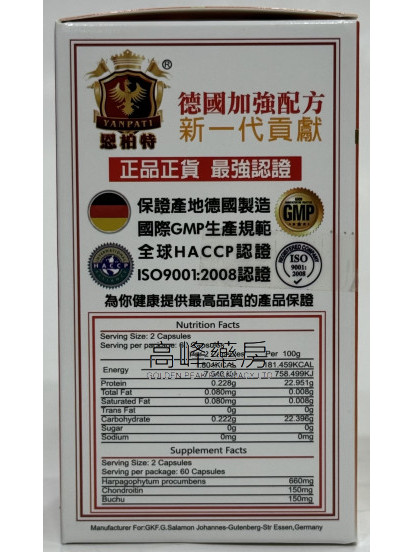 ®
YANPATI
恩柏特
德國加強配方
新一代貢獻
正品正貨 最強認證
保證產地德國製造
國際GMP生產規範
全球HACCP認證
ISO9001:2008認證
GMP
HACCP
ISO
9001:
2008
為你健康提供最高品質的產品保證
Nutrition Facts
Serving Size: 2 Capsules
Serving per package:
Per 100g
Energy 181.459KCAL
758.499KJ
Protein 0.228g 22.951g
Total Fat 0.080mg 0.008g
Saturated Fat 0.080mg 0.008g
Trans Fat 0g 0g
Carbohydrate 0.222g 22.396g
Sugar 0g 0g
Sodium 0mg 0mg
高峰藥房
Supplement Facts
Serving Size: 2 Capsules
Serving per package: 60 Capsules
Harpagophytum procumbens 660mg
Chondroitin 150mg
Buchu 150mg
Manufacturer For:GKF.G.Salamon Johannes-Gutenberg-Str Essen,Germany